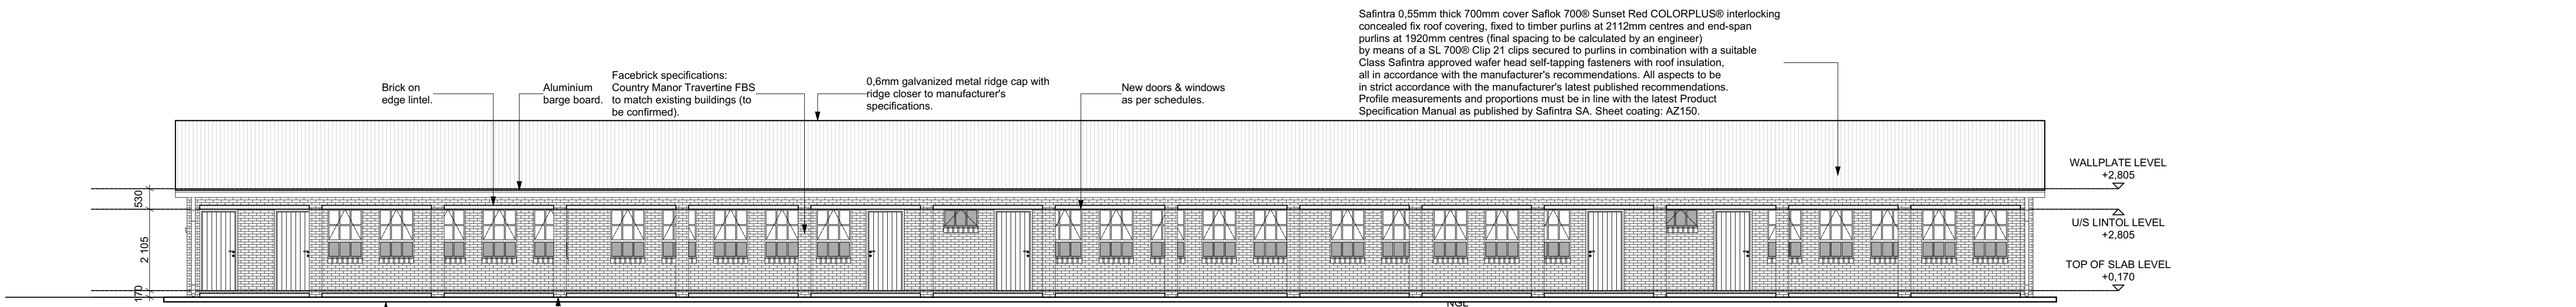 Safintra 0,55mm thick 700mm cover Saflok 700® Sunset Red COLORPLUS® interlocking
concealed fix roof covering, fixed to timber purlins at 2112mm centres and end-span
purlins at 1920mm centres (final spacing to be calculated by an engineer)
by means of a SL 700® Clip 21 clips secured to purlins in combination with a suitable
Class Safintra approved wafer head self-tapping fasteners with roof insulation,
all in accordance with the manufacturer's recommendations. All aspects to be
in strict accordance with the manufacturer's latest published recommendations.
Profile measurements and proportions must be in line with the latest Product
Specification Manual as published by Safintra SA. Sheet coating: AZ150.
Brick on
edge lintel.
Aluminium
barge board.
Facebrick specifications:
Country Manor Travertine FBS
to match existing buildings (to
be confirmed).
0,6mm galvanized metal ridge cap with
ridge closer to manufacturer's
specifications.
New doors & windows
as per schedules.
WALLPLATE LEVEL
+2,805
U/S LINTOL LEVEL
+2,805
TOP OF SLAB LEVEL
+0,170
530
2 105
170
NGL